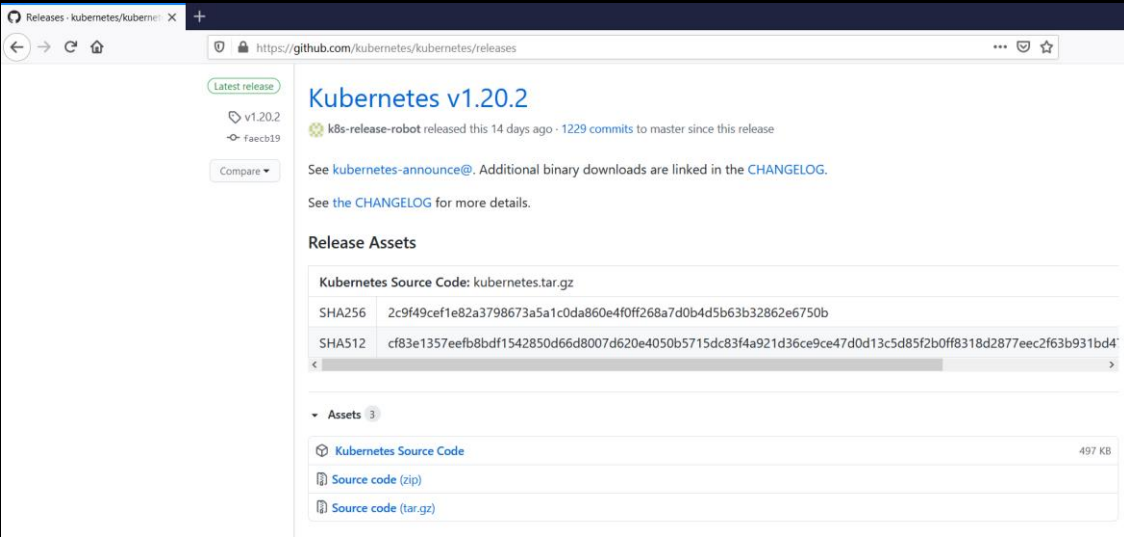 Releases · kubernetes/kubernet
https://github.com/kubernetes/kubernetes/releases
Latest release
v1.20.2
faecb19
Compare
Kubernetes v1.20.2
k8s-release-robot released this 14 days ago · 1229 commits to master since this release
See kubernetes-announce@. Additional binary downloads are linked in the CHANGELOG.
See the CHANGELOG for more details.
Release Assets
Kubernetes Source Code: kubernetes.tar.gz
SHA256 2c9f49cef1e82a3798673a5a1c0da860e4f0ff268a7d0b4d5b63b32862e6750b
SHA512 cf83e1357eefb8bdf1542850d66d8007d620e4050b5715dc83f4a921d36ce9ce47d0d13c5d85f2b0ff8318d2877eec2f63b931bd47
Assets 3
Kubernetes Source Code 497 KB
Source code (zip)
Source code (tar.gz)